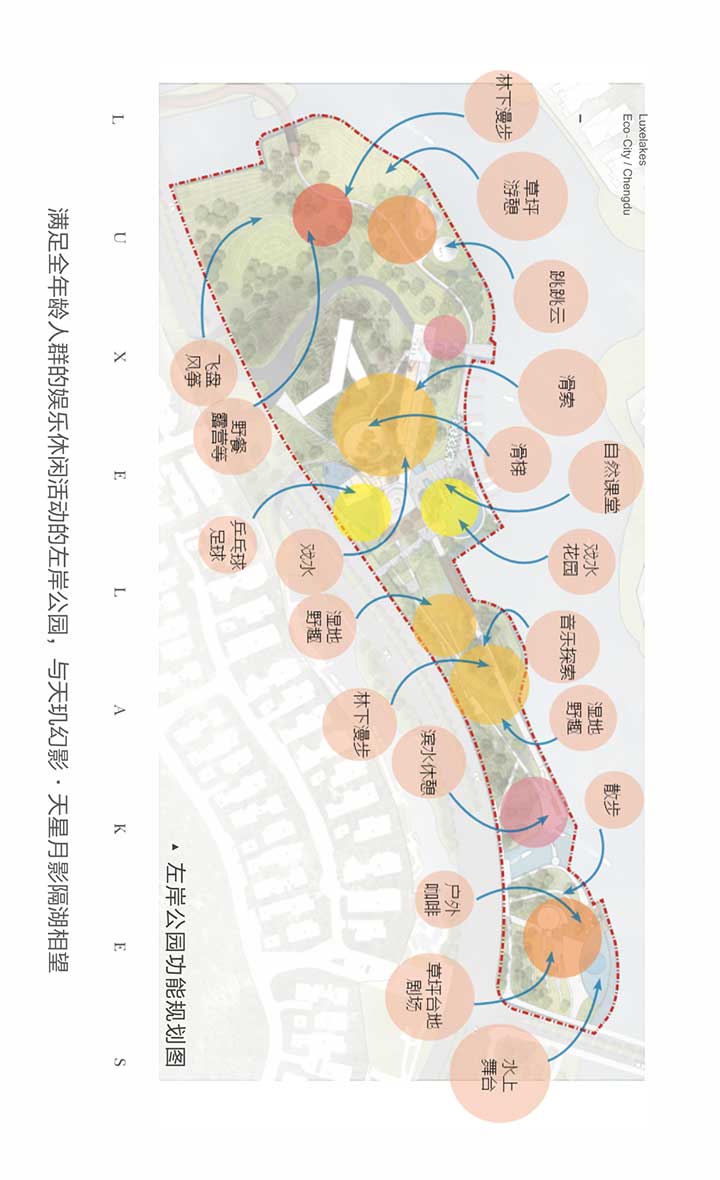 Luxelakes
Eco-City / Chengdu
林下漫步
草坪
游憩
跳跳云
滑索
滑梯
自然课堂
戏水
花园
音乐探索
湿地
野趣
散步
飞盘
风筝
野餐
露营等
乒乓球
足球
戏水
湿地
野趣
林下漫步
滨水休憩
户外
咖啡
草坪台地
剧场
水上
舞台
▲ 左岸公园功能规划图
L U X E L A K E S
满足全年龄人群的娱乐休闲活动的左岸公园，与天玑幻影·天星月影隔湖相望